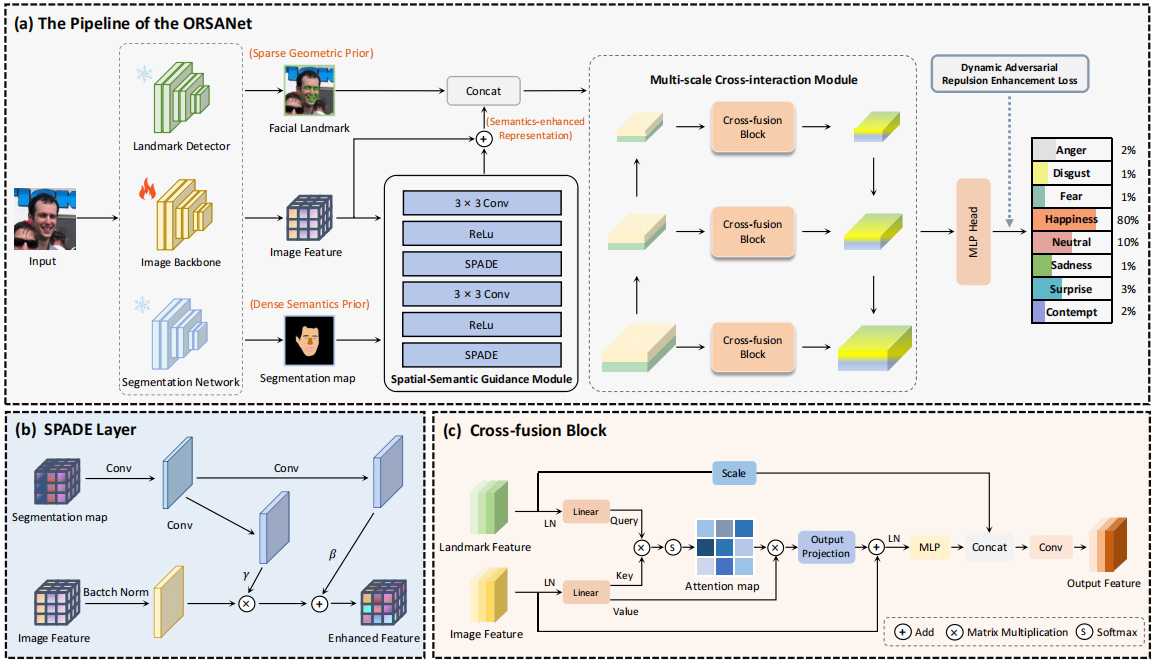 (a) The Pipeline of the ORSANet
(Sparse Geometric Prior)
Landmark Detector
Facial Landmark
Concat
(Semantics-enhanced
Representation)
Input
Image Backbone
Image Feature
(Dense Semantics Prior)
Segmentation Network
Segmentation map
3 × 3 Conv
ReLu
SPADE
3 × 3 Conv
ReLu
SPADE
Spatial-Semantic Guidance Module
Multi-scale Cross-interaction Module
Cross-fusion
Block
Cross-fusion
Block
Cross-fusion
Block
Dynamic Adversarial
Repulsion Enhancement Loss
MLP Head
Anger 2%
Disgust 1%
Fear 1%
Happiness 80%
Neutral 10%
Sadness 1%
Surprise 3%
Contempt 2%
(b) SPADE Layer
Conv
Conv
Segmentation map
Conv
β
γ
Bactch Norm
Image Feature
Enhanced Feature
(c) Cross-fusion Block
Scale
Landmark Feature
LN
Linear
Query
Key
LN
Linear
Value
Image Feature
S
Attention map
Output
Projection
LN
MLP
Concat
Conv
Output Feature
Add
Matrix Multiplication
S Softmax